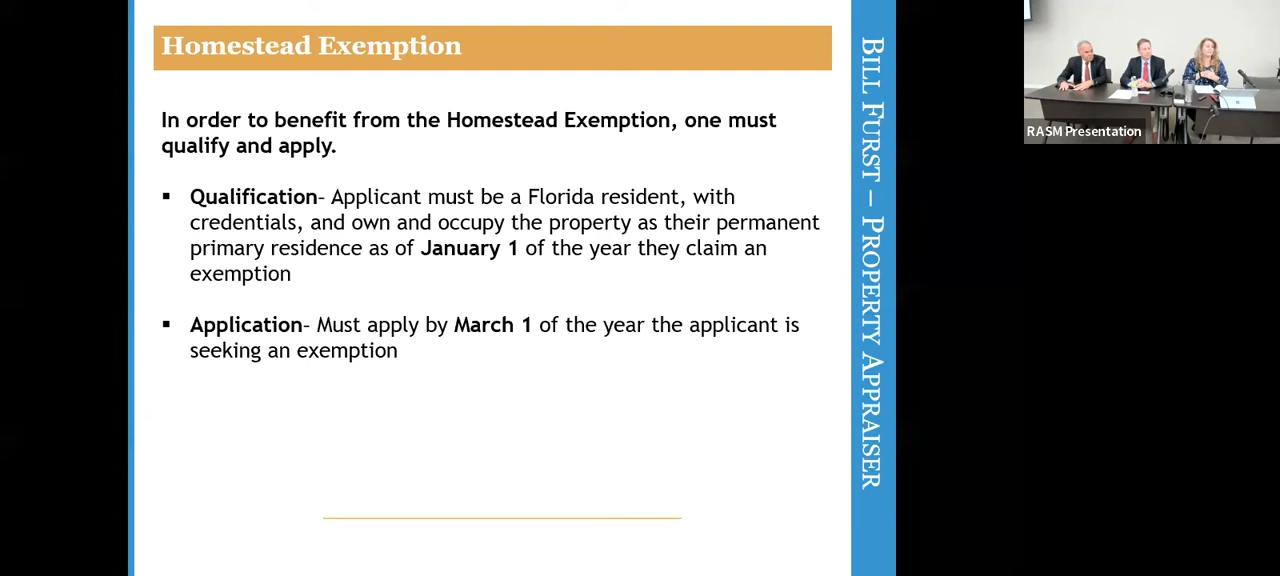 Homestead Exemption
In order to benefit from the Homestead Exemption, one must
qualify and apply.
▪ Qualification– Applicant must be a Florida resident, with
credentials, and own and occupy the property as their permanent
primary residence as of January 1 of the year they claim an
exemption
▪ Application– Must apply by March 1 of the year the applicant is
seeking an exemption
BILL FURST – PROPERTY APPRAISER
RASM Presentation